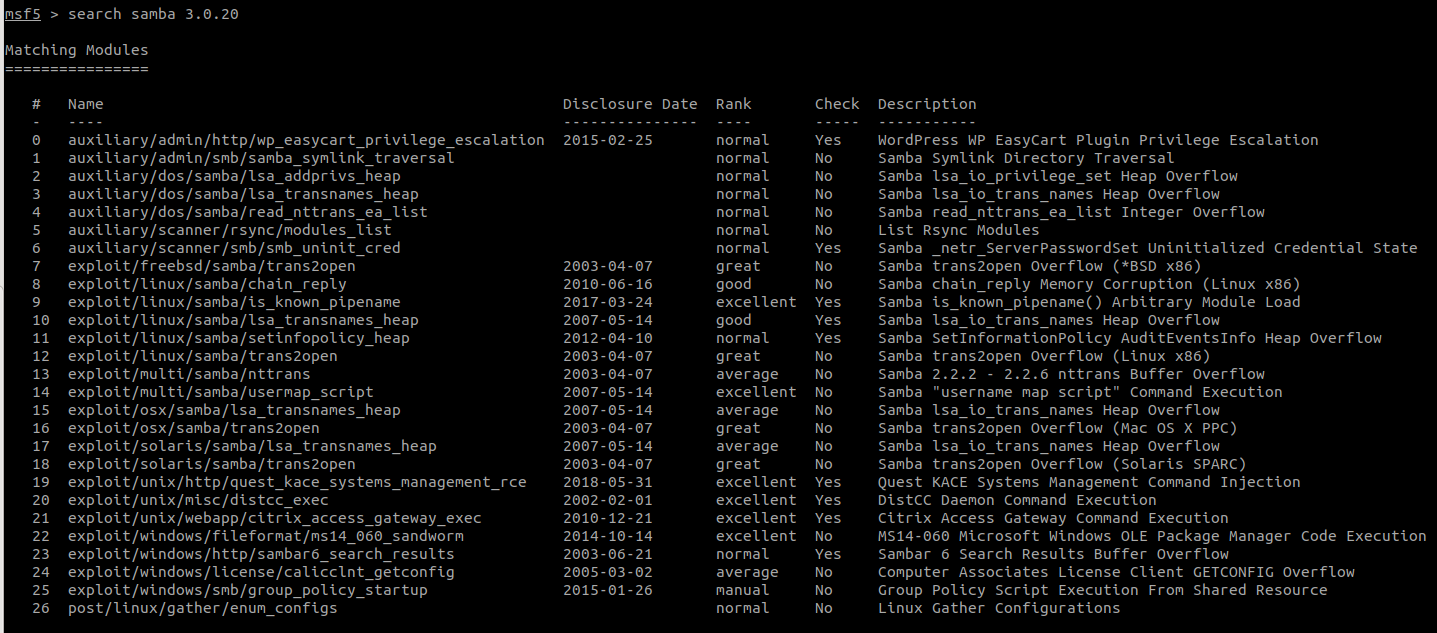 msf5 > search samba 3.0.20
Matching Modules
================
# Name Disclosure Date Rank Check Description
- ---- --------------- ---- ----- -----------
0 auxiliary/admin/http/wp_easycart_privilege_escalation 2015-02-25 normal Yes WordPress WP EasyCart Plugin Privilege Escalation
1 auxiliary/admin/smb/samba_symlink_traversal normal No Samba Symlink Directory Traversal
2 auxiliary/dos/samba/lsa_addprivs_heap normal No Samba lsa_io_privilege_set Heap Overflow
3 auxiliary/dos/samba/lsa_transnames_heap normal No Samba lsa_io_trans_names Heap Overflow
4 auxiliary/dos/samba/read_nttrans_ea_list normal No Samba read_nttrans_ea_list Integer Overflow
5 auxiliary/scanner/rsync/modules_list normal No List Rsync Modules
6 auxiliary/scanner/smb/smb_uninit_cred normal Yes Samba _netr_ServerPasswordSet Uninitialized Credential State
7 exploit/freebsd/samba/trans2open 2003-04-07 great No Samba trans2open Overflow (*BSD x86)
8 exploit/linux/samba/chain_reply 2010-06-16 good No Samba chain_reply Memory Corruption (Linux x86)
9 exploit/linux/samba/is_known_pipename 2017-03-24 excellent Yes Samba is_known_pipename() Arbitrary Module Load
10 exploit/linux/samba/lsa_transnames_heap 2007-05-14 good Yes Samba lsa_io_trans_names Heap Overflow
11 exploit/linux/samba/setinfopolicy_heap 2012-04-10 normal Yes Samba SetInformationPolicy AuditEventsInfo Heap Overflow
12 exploit/linux/samba/trans2open 2003-04-07 great No Samba trans2open Overflow (Linux x86)
13 exploit/multi/samba/nttrans 2003-04-07 average No Samba 2.2.2 - 2.2.6 nttrans Buffer Overflow
14 exploit/multi/samba/usermap_script 2007-05-14 excellent No Samba "username map script" Command Execution
15 exploit/osx/samba/lsa_transnames_heap 2007-05-14 average No Samba lsa_io_trans_names Heap Overflow
16 exploit/osx/samba/trans2open 2003-04-07 great No Samba trans2open Overflow (Mac OS X PPC)
17 exploit/solaris/samba/lsa_transnames_heap 2007-05-14 average No Samba lsa_io_trans_names Heap Overflow
18 exploit/solaris/samba/trans2open 2003-04-07 great No Samba trans2open Overflow (Solaris SPARC)
19 exploit/unix/http/quest_kace_systems_management_rce 2018-05-31 excellent Yes Quest KACE Systems Management Command Injection
20 exploit/unix/misc/distcc_exec 2002-02-01 excellent Yes DistCC Daemon Command Execution
21 exploit/unix/webapp/citrix_access_gateway_exec 2010-12-21 excellent Yes Citrix Access Gateway Command Execution
22 exploit/windows/fileformat/ms14_060_sandworm 2014-10-14 excellent No MS14-060 Microsoft Windows OLE Package Manager Code Execution
23 exploit/windows/http/sambar6_search_results 2003-06-21 normal Yes Sambar 6 Search Results Buffer Overflow
24 exploit/windows/license/calicclnt_getconfig 2005-03-02 average No Computer Associates License Client GETCONFIG Overflow
25 exploit/windows/smb/group_policy_startup 2015-01-26 manual No Group Policy Script Execution From Shared Resource
26 post/linux/gather/enum_configs normal No Linux Gather Configurations